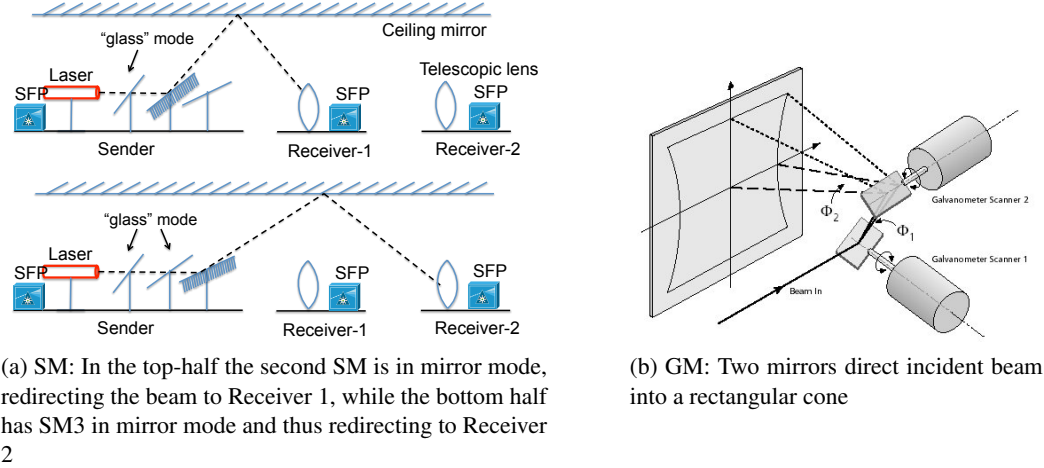 Ceiling mirror
“glass” mode
Laser
SFP
Telescopic lens
SFP
SFP
Sender
Receiver-1
Receiver-2
“glass” mode
Laser
SFP
SFP
SFP
Sender
Receiver-1
Receiver-2
(a) SM: In the top-half the second SM is in mirror mode,
redirecting the beam to Receiver 1, while the bottom half
has SM3 in mirror mode and thus redirecting to Receiver
2
Galvanometer Scanner 2
Φ2
Φ1
Galvanometer Scanner 1
Beam In
(b) GM: Two mirrors direct incident beam
into a rectangular cone